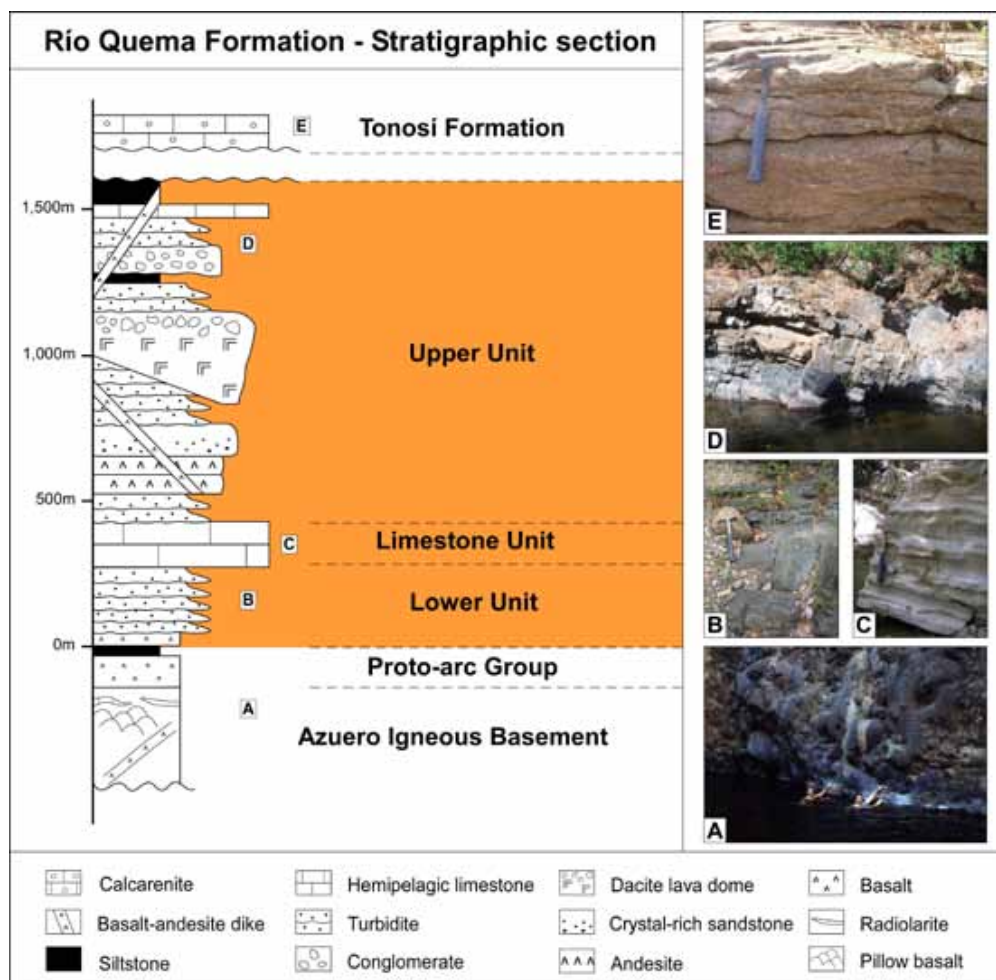 Río Quema Formation - Stratigraphic section
E
Tonosí Formation
1,500m
D
1,000m
Upper Unit
500m
C
Limestone Unit
B
Lower Unit
0m
Proto-arc Group
A
Azuero Igneous Basement
E
D
B
C
A
Calcarenite
Hemipelagic limestone
Dacite lava dome
Basalt
Basalt-andesite dike
Turbidite
Crystal-rich sandstone
Radiolarite
Siltstone
Conglomerate
Andesite
Pillow basalt